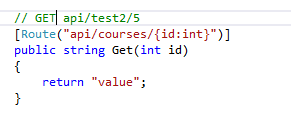 // GET api/test2/5
[Route("api/courses/{id:int}")]
public string Get(int id)
{
    return "value";
}